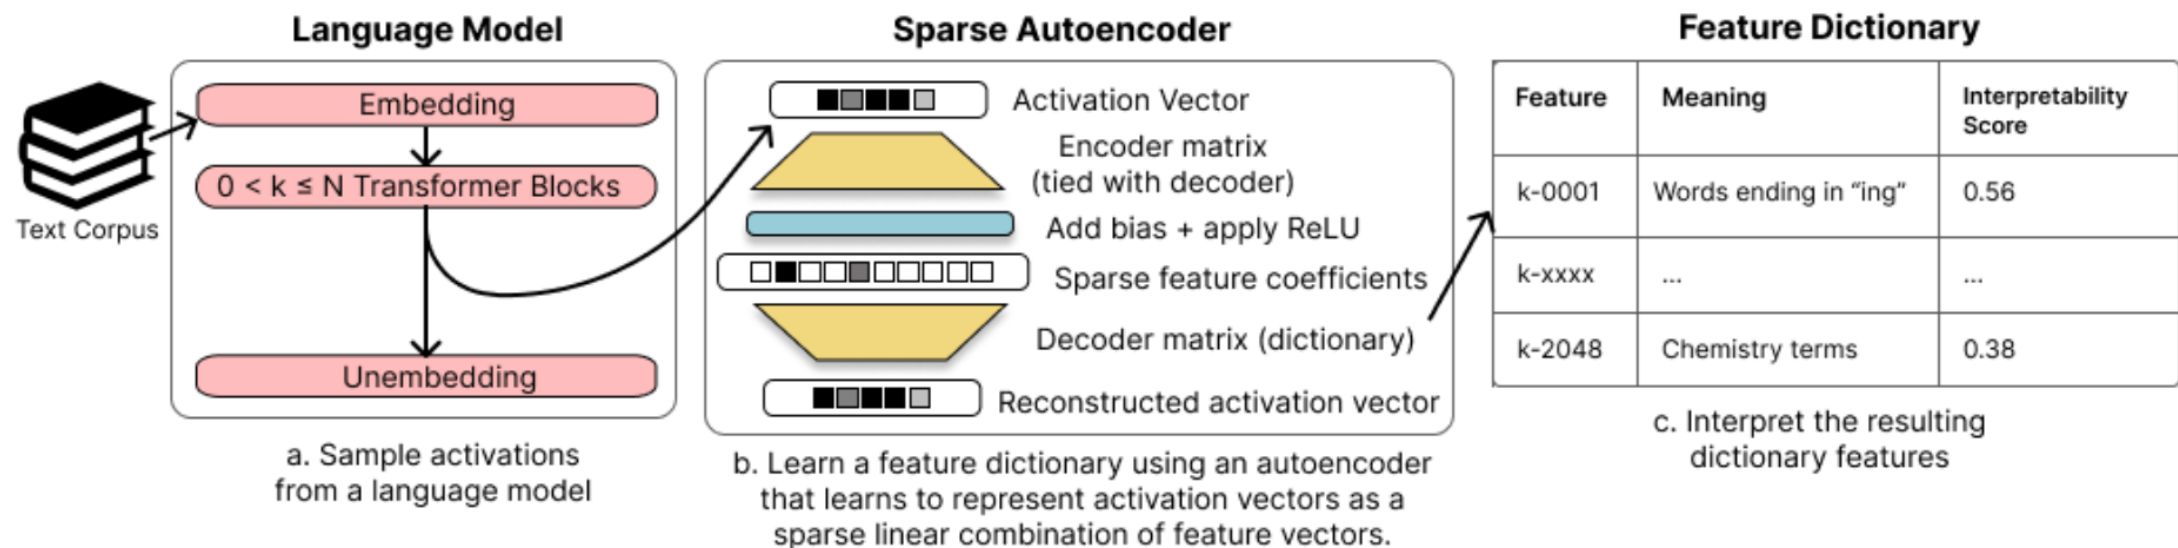 Language Model
Text Corpus
Embedding
0 < k ≤ N Transformer Blocks
Unembedding
a. Sample activations
from a language model
Sparse Autoencoder
Activation Vector
Encoder matrix
(tied with decoder)
Add bias + apply ReLU
Sparse feature coefficients
Decoder matrix (dictionary)
Reconstructed activation vector
b. Learn a feature dictionary using an autoencoder
that learns to represent activation vectors as a
sparse linear combination of feature vectors.
Feature Dictionary
Feature
Meaning
Interpretability
Score
k-0001
Words ending in “ing”
0.56
k-xxxx
...
...
k-2048
Chemistry terms
0.38
c. Interpret the resulting
dictionary features